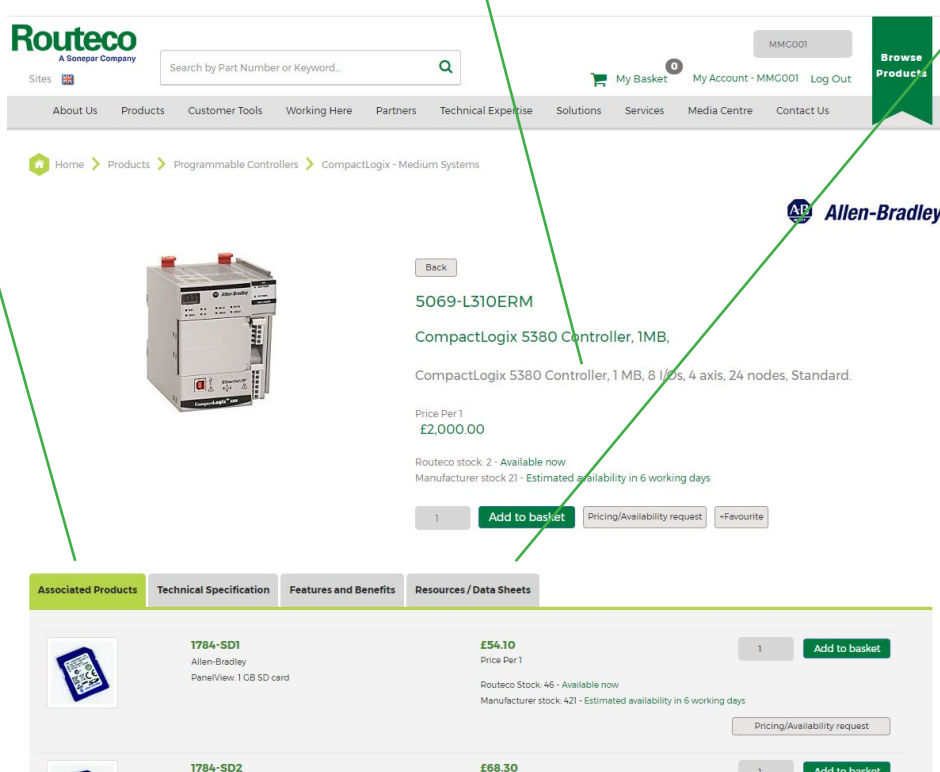 Routeco
A Sonepar Company
Sites
Search by Part Number or Keyword...
0
My Basket
MMG001
My Account - MMG001
Log Out
Browse
Products
About Us Products Customer Tools Working Here Partners Technical Expertise Solutions Services Media Centre Contact Us
Home Products Programmable Controllers CompactLogix - Medium Systems
AB Allen-Bradley
Allen-Bradley
EtherNet/IP
CompactLogix 5380
Back
5069-L310ERM
CompactLogix 5380 Controller, 1MB,
CompactLogix 5380 Controller, 1 MB, 8 I/Os, 4 axis, 24 nodes, Standard.
Price Per 1
£2,000.00
Routeco stock: 2 - Available now
Manufacturer stock 21 - Estimated availability in 6 working days
1 Add to basket Pricing/Availability request +Favourite
Associated Products Technical Specification Features and Benefits Resources / Data Sheets
1784-SD1
Allen-Bradley
PanelView. 1 GB SD card
£54.10
Price Per 1
Routeco Stock: 46 - Available now
Manufacturer stock: 421 - Estimated availability in 6 working days
1 Add to basket
Pricing/Availability request
1784-SD2
£68.30
1 Add to basket